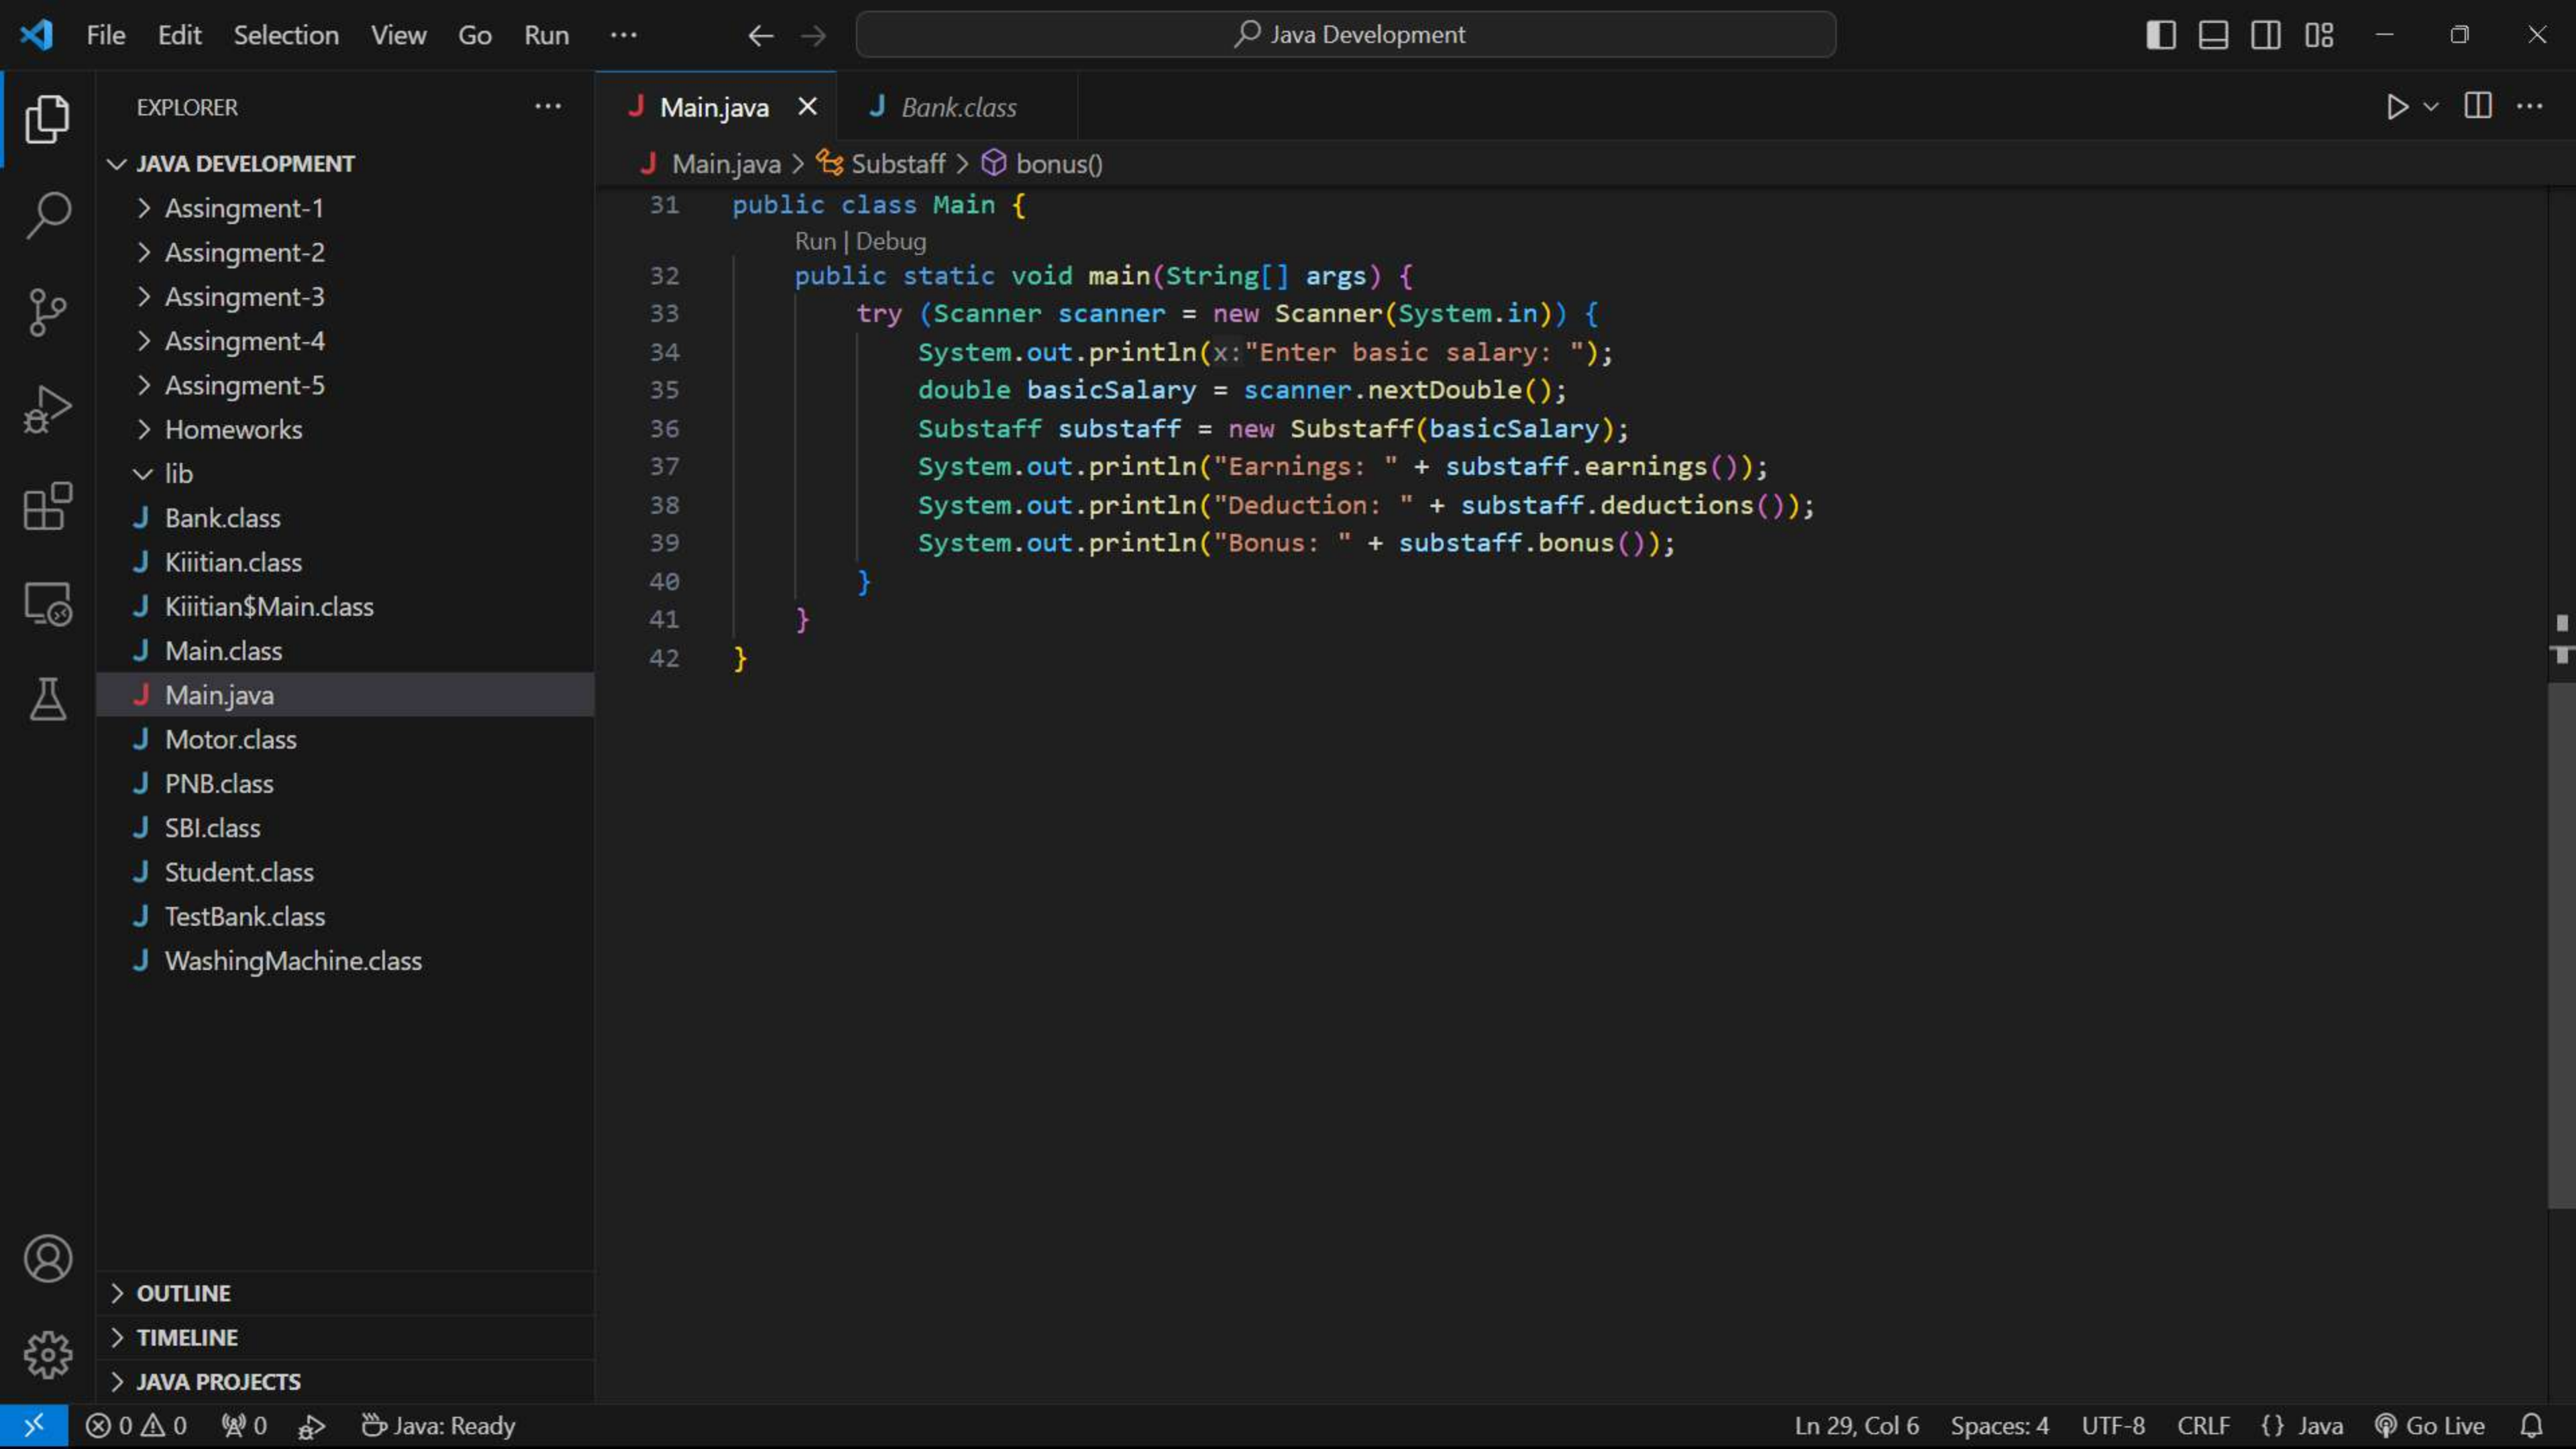 File Edit Selection View Go Run ··· Java Development
EXPLORER ···
JAVA DEVELOPMENT
Assingment-1
Assingment-2
Assingment-3
Assingment-4
Assingment-5
Homeworks
lib
Bank.class
Kiiitian.class
Kiiitian$Main.class
Main.class
Main.java
Motor.class
PNB.class
SBI.class
Student.class
TestBank.class
WashingMachine.class
OUTLINE
TIMELINE
JAVA PROJECTS
Main.java Bank.class
Main.java > Substaff > bonus()
31 public class Main {
Run | Debug
32 public static void main(String[] args) {
33 try (Scanner scanner = new Scanner(System.in)) {
34 System.out.println(x:"Enter basic salary: ");
35 double basicSalary = scanner.nextDouble();
36 Substaff substaff = new Substaff(basicSalary);
37 System.out.println("Earnings: " + substaff.earnings());
38 System.out.println("Deduction: " + substaff.deductions());
39 System.out.println("Bonus: " + substaff.bonus());
40 }
41 }
42 }
0 0 0 Java: Ready Ln 29, Col 6 Spaces: 4 UTF-8 CRLF {} Java Go Live